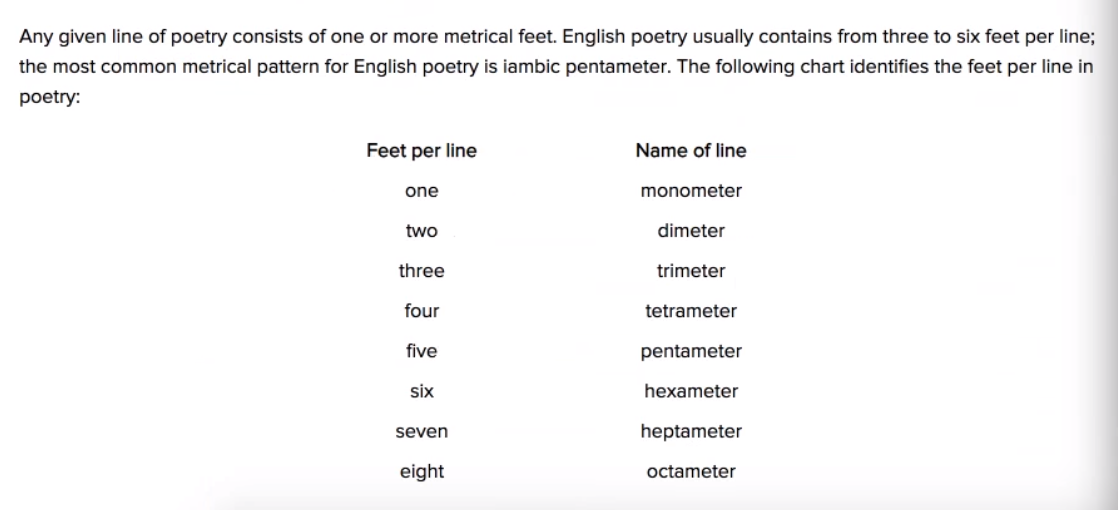 Any given line of poetry consists of one or more metrical feet. English poetry usually contains from three to six feet per line;
the most common metrical pattern for English poetry is iambic pentameter. The following chart identifies the feet per line in
poetry:
Feet per line Name of line
one monometer
two dimeter
three trimeter
four tetrameter
five pentameter
six hexameter
seven heptameter
eight octameter